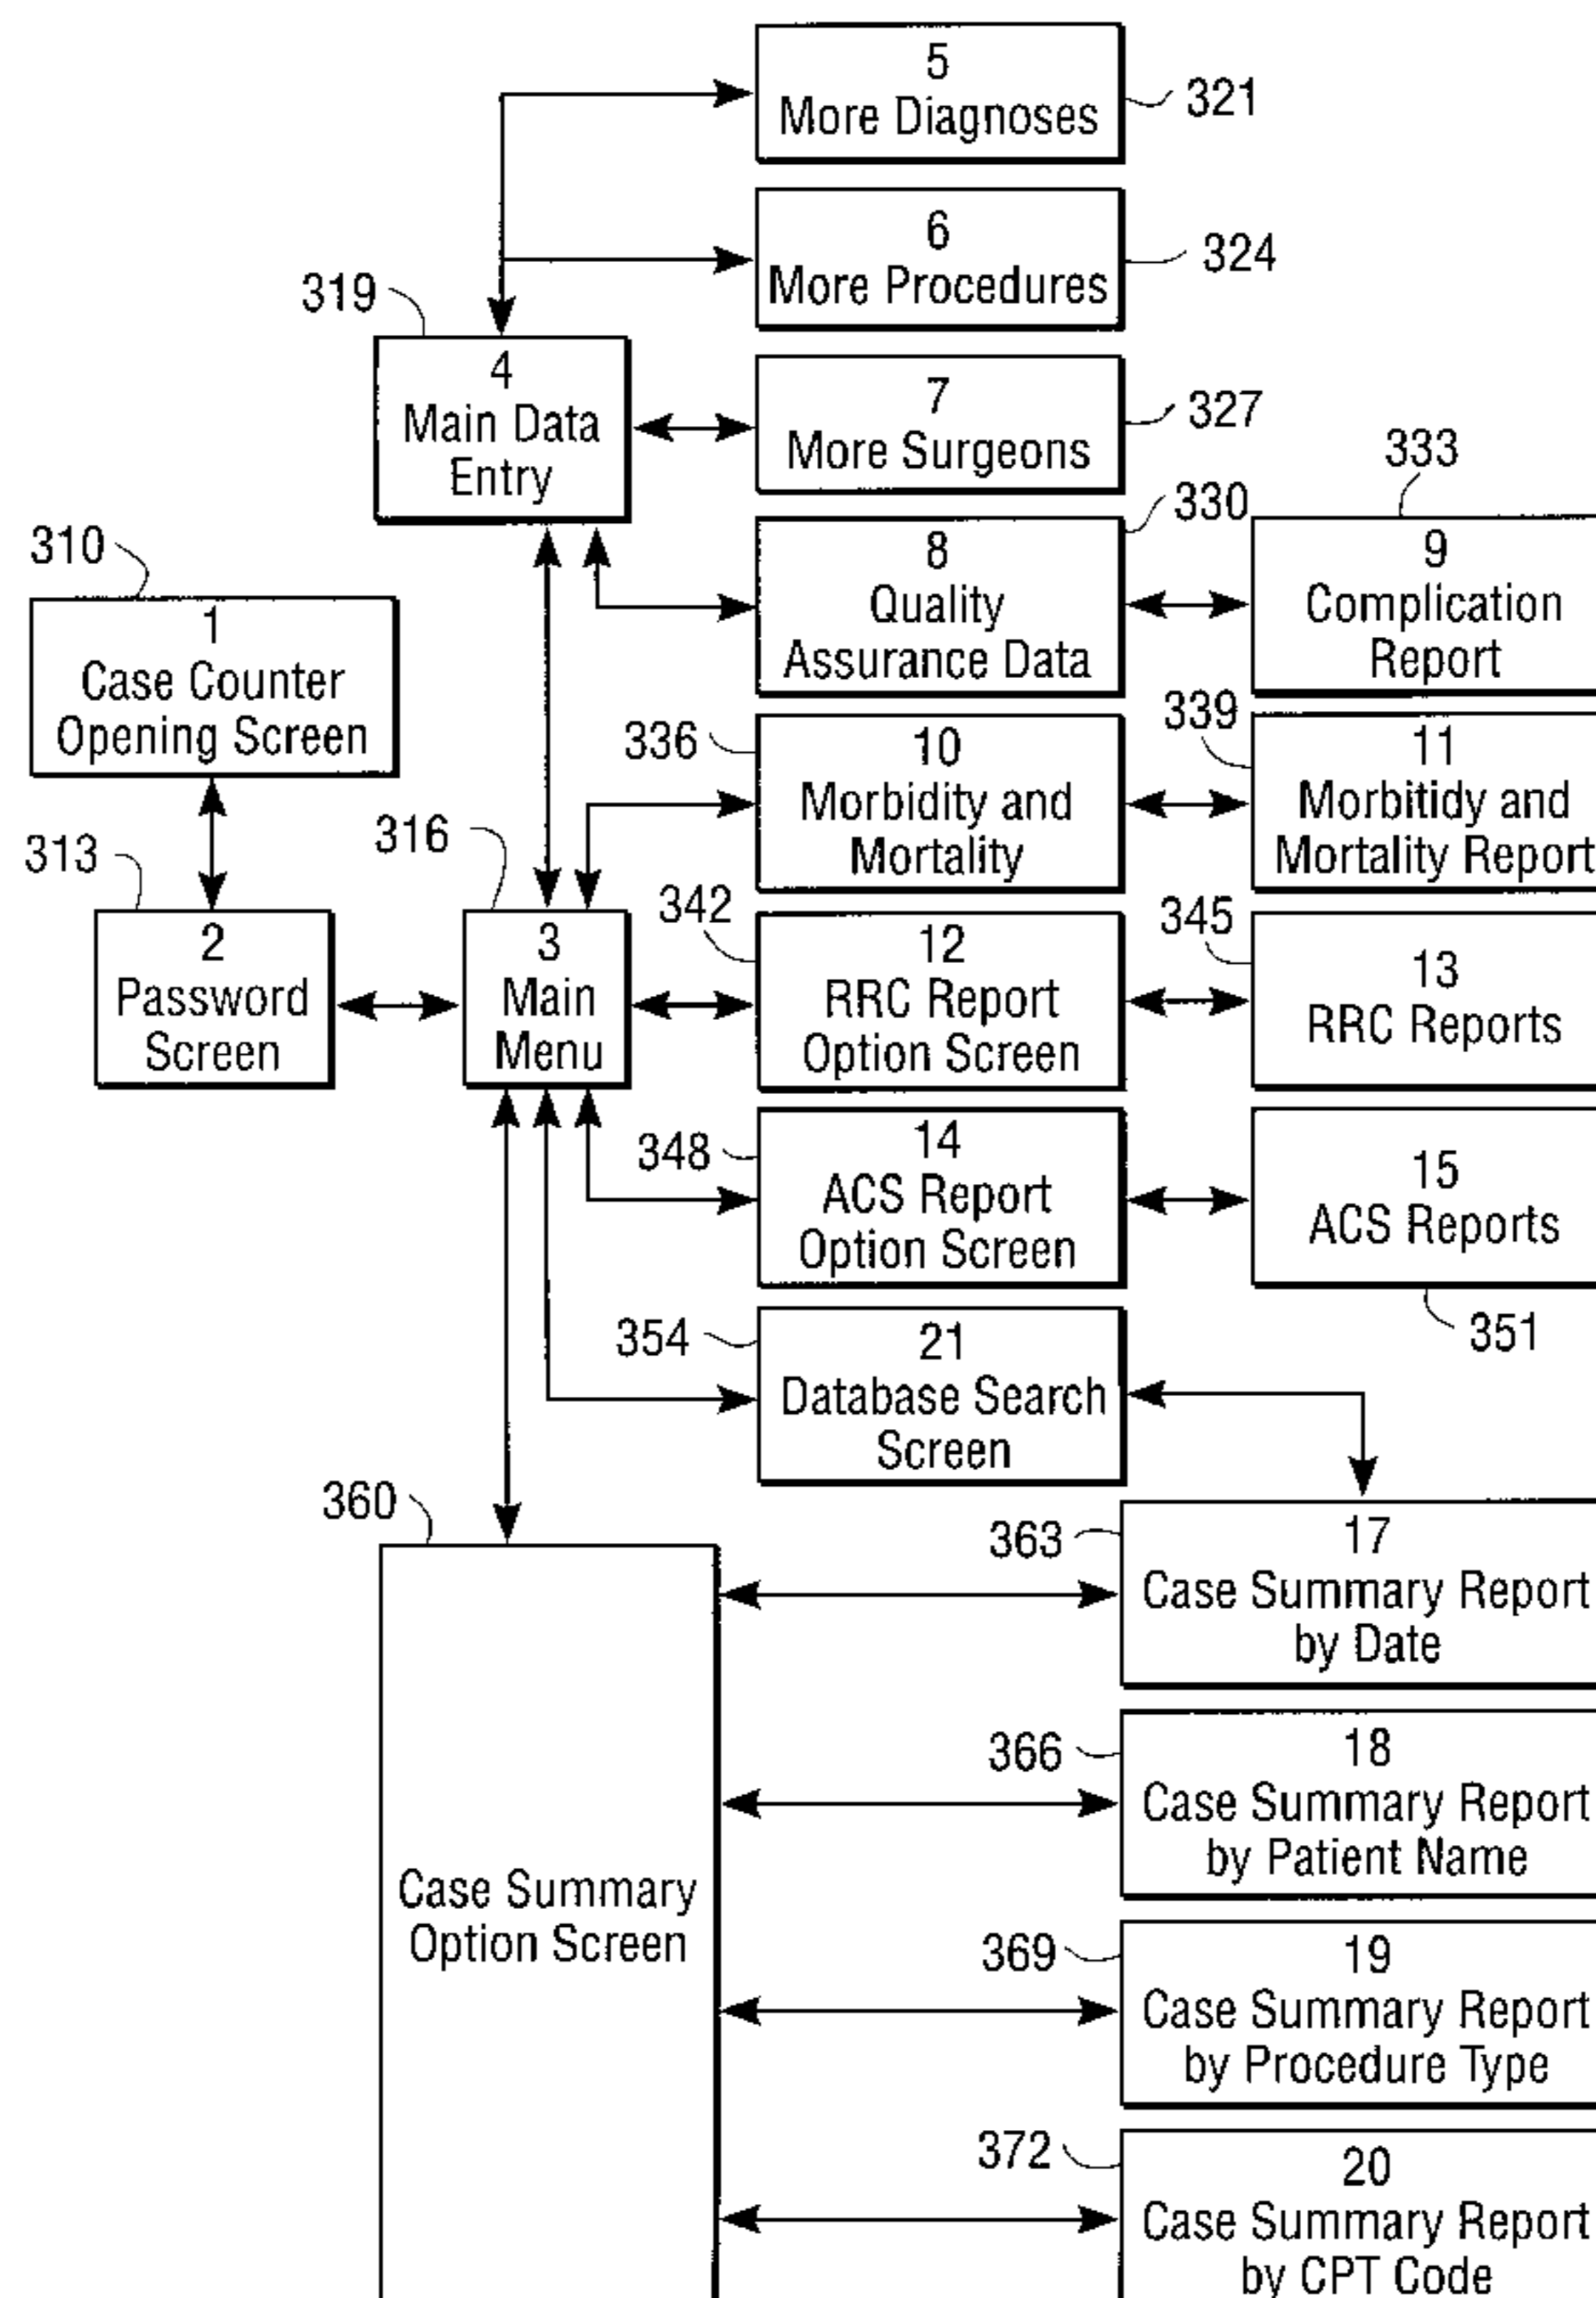 5
More Diagnoses
321
6
More Procedures
324
319
4
Main Data
Entry
7
More Surgeons
327
333
330
310
8
Quality
Assurance Data
9
Complication
Report
1
Case Counter
Opening Screen
336
10
Morbidity and
Mortality
339
11
Morbitidy and
Mortality Report
313
316
342
345
2
Password
Screen
3
Main
Menu
12
RRC Report
Option Screen
13
RRC Reports
348
14
ACS Report
Option Screen
15
ACS Reports
351
354
21
Database Search
Screen
360
363
17
Case Summary Report
by Date
366
18
Case Summary Report
by Patient Name
Case Summary
Option Screen
369
19
Case Summary Report
by Procedure Type
372
20
Case Summary Report
by CPT Code